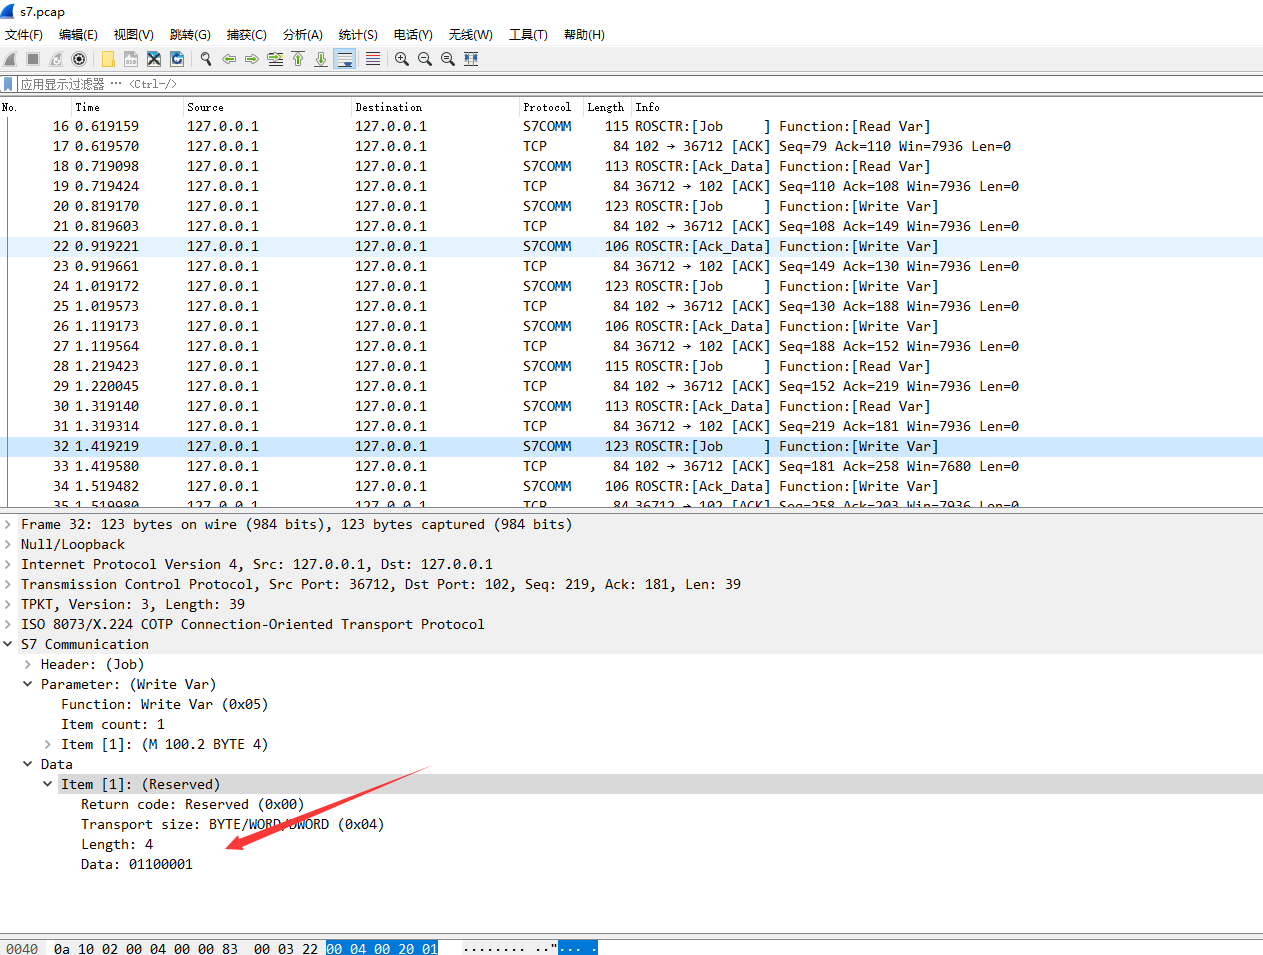 s7.pcap
文件(F) 编辑(E) 视图(V) 跳转(G) 捕获(C) 分析(A) 统计(S) 电话(Y) 无线(W) 工具(T) 帮助(H)
应用显示过滤器 … <Ctrl-/>
No. Time Source Destination Protocol Length Info
16 0.619159 127.0.0.1 127.0.0.1 S7COMM 115 ROSCTR:[Job ] Function:[Read Var]
17 0.619570 127.0.0.1 127.0.0.1 TCP 84 102 → 36712 [ACK] Seq=79 Ack=110 Win=7936 Len=0
18 0.719098 127.0.0.1 127.0.0.1 S7COMM 113 ROSCTR:[Ack_Data] Function:[Read Var]
19 0.719424 127.0.0.1 127.0.0.1 TCP 84 36712 → 102 [ACK] Seq=110 Ack=108 Win=7936 Len=0
20 0.819170 127.0.0.1 127.0.0.1 S7COMM 123 ROSCTR:[Job ] Function:[Write Var]
21 0.819603 127.0.0.1 127.0.0.1 TCP 84 102 → 36712 [ACK] Seq=108 Ack=149 Win=7936 Len=0
22 0.919221 127.0.0.1 127.0.0.1 S7COMM 106 ROSCTR:[Ack_Data] Function:[Write Var]
23 0.919661 127.0.0.1 127.0.0.1 TCP 84 36712 → 102 [ACK] Seq=149 Ack=130 Win=7936 Len=0
24 1.019172 127.0.0.1 127.0.0.1 S7COMM 123 ROSCTR:[Job ] Function:[Write Var]
25 1.019573 127.0.0.1 127.0.0.1 TCP 84 102 → 36712 [ACK] Seq=130 Ack=188 Win=7936 Len=0
26 1.119173 127.0.0.1 127.0.0.1 S7COMM 106 ROSCTR:[Ack_Data] Function:[Write Var]
27 1.119564 127.0.0.1 127.0.0.1 TCP 84 36712 → 102 [ACK] Seq=188 Ack=152 Win=7936 Len=0
28 1.219423 127.0.0.1 127.0.0.1 S7COMM 115 ROSCTR:[Job ] Function:[Read Var]
29 1.220045 127.0.0.1 127.0.0.1 TCP 84 102 → 36712 [ACK] Seq=152 Ack=219 Win=7936 Len=0
30 1.319140 127.0.0.1 127.0.0.1 S7COMM 113 ROSCTR:[Ack_Data] Function:[Read Var]
31 1.319314 127.0.0.1 127.0.0.1 TCP 84 36712 → 102 [ACK] Seq=219 Ack=181 Win=7936 Len=0
32 1.419219 127.0.0.1 127.0.0.1 S7COMM 123 ROSCTR:[Job ] Function:[Write Var]
33 1.419580 127.0.0.1 127.0.0.1 TCP 84 102 → 36712 [ACK] Seq=181 Ack=258 Win=7680 Len=0
34 1.519482 127.0.0.1 127.0.0.1 S7COMM 106 ROSCTR:[Ack_Data] Function:[Write Var]
35 1.519980 127.0.0.1 127.0.0.1 TCP 84 36712 → 102 [ACK] Seq=258 Ack=203 Win=7936 Len=0
Frame 32: 123 bytes on wire (984 bits), 123 bytes captured (984 bits)
Null/Loopback
Internet Protocol Version 4, Src: 127.0.0.1, Dst: 127.0.0.1
Transmission Control Protocol, Src Port: 36712, Dst Port: 102, Seq: 219, Ack: 181, Len: 39
TPKT, Version: 3, Length: 39
ISO 8073/X.224 COTP Connection-Oriented Transport Protocol
S7 Communication
Header: (Job)
Parameter: (Write Var)
Function: Write Var (0x05)
Item count: 1
Item [1]: (M 100.2 BYTE 4)
Data
Item [1]: (Reserved)
Return code: Reserved (0x00)
Transport size: BYTE/WORD/DWORD (0x04)
Length: 4
Data: 01100001
0040 0a 10 02 00 04 00 00 83 00 03 22 00 04 00 20 01 ········ ··"··· ·